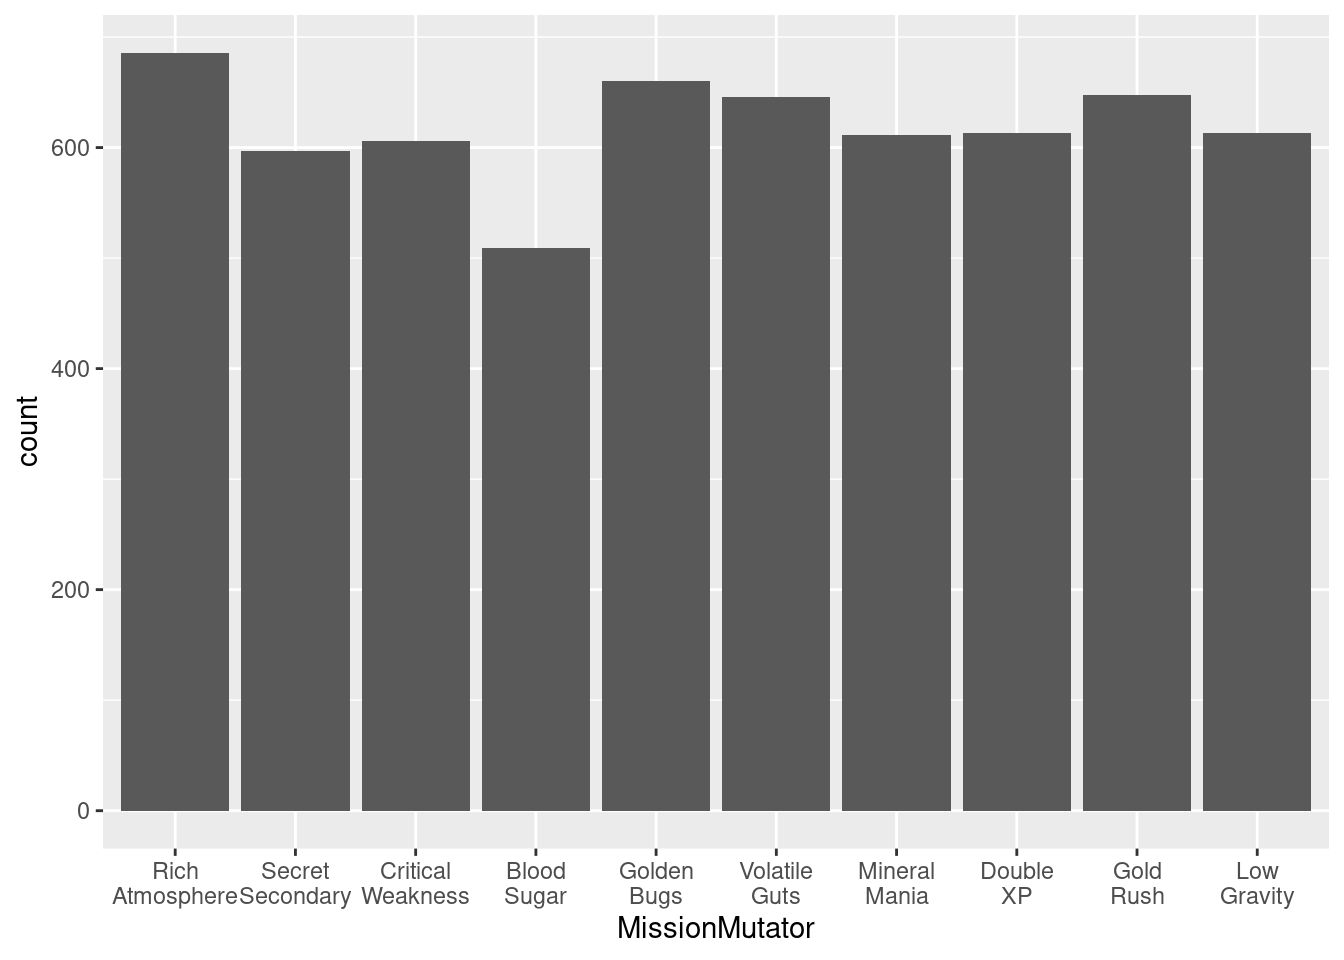 count
600
400
200
0
Rich
Atmosphere
Secret
Secondary
Critical
Weakness
Blood
Sugar
Golden
Bugs
Volatile
Guts
Mineral
Mania
Double
XP
Gold
Rush
Low
Gravity
MissionMutator